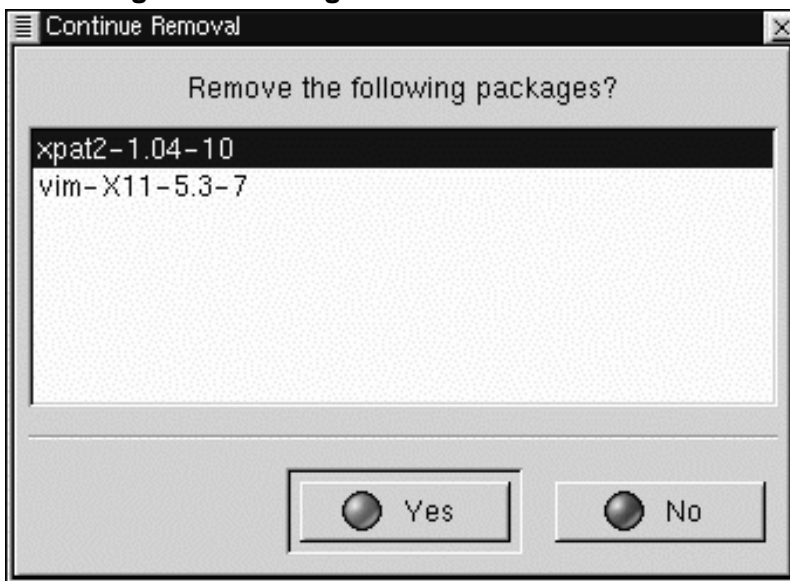 Continue Removal
Remove the following packages?
xpat2-1.04-10
vim-X11-5.3-7
Yes
No